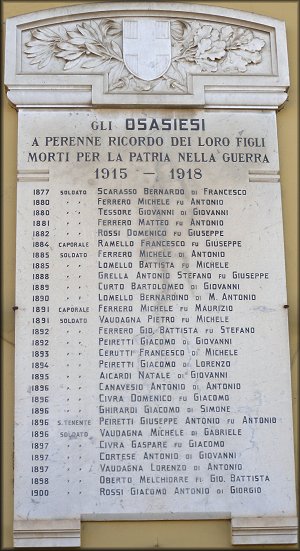 GLI OSASIESI
A PERENNE RICORDO DEI LORO FIGLI
MORTI PER LA PATRIA NELLA GUERRA
1915 - 1918
1877 SOLDATO SCARASSO BERNARDO DI FRANCESCO
1880 " " FERRERO MICHELE FU ANTONIO
1880 " " TESSORE GIOVANNI DI GIOVANNI
1881 " " FERRERO MATTEO FU ANTONIO
1882 " " ROSSI DOMENICO FU GIUSEPPE
1884 CAPORALE RAMELLO FRANCESCO FU GIUSEPPE
1885 SOLDATO FERRERO MICHELE DI ANTONIO
1885 " " LOMELLO BATTISTA FU MICHELE
1888 " " GRELLA ANTONIO STEFANO FU GIUSEPPE
1889 " " CURTO BARTOLOMEO DI GIOVANNI
1890 " " LOMELLO BERNARDINO DI M. ANTONIO
1891 CAPORALE FERRERO MICHELE FU MAURIZIO
1891 SOLDATO VAUDAGNA PIETRO FU MICHELE
1892 " " FERRERO GIO. BATTISTA FU STEFANO
1892 " " PEIRETTI GIACOMO DI GIOVANNI
1893 " " CERUTTI FRANCESCO DI MICHELE
1894 " " PEIRETTI GIACOMO DI LORENZO
1895 " " AICARDI NATALE DI GIOVANNI
1896 " " CANAVESIO ANTONIO DI ANTONIO
1896 " " CIVRA DOMENICO FU GIACOMO
1896 " " GHIRARDI GIACOMO DI SIMONE
1896 S. TENENTE PEIRETTI GIUSEPPE ANTONIO FU ANTONIO
1896 SOLDATO VAUDAGNA MICHELE DI GABRIELE
1897 " " CIVRA GASPARE FU GIACOMO
1897 " " CORTESE ANTONIO DI GIOVANNI
1897 " " VAUDAGNA LORENZO DI ANTONIO
1898 " " OBERTO MELCHIORRE FU GIO. BATTISTA
1900 " " ROSSI GIACOMO ANTONIO DI GIORGIO